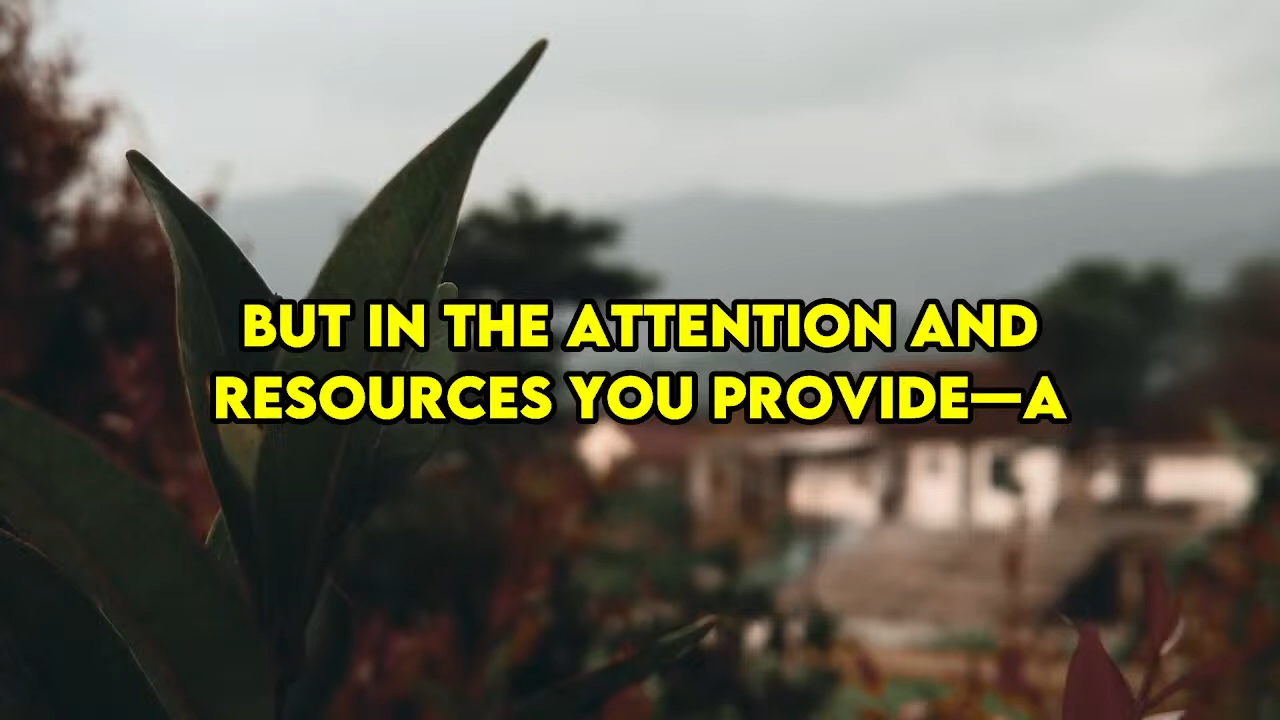 BUT IN THE ATTENTION AND
RESOURCES YOU PROVIDE—A